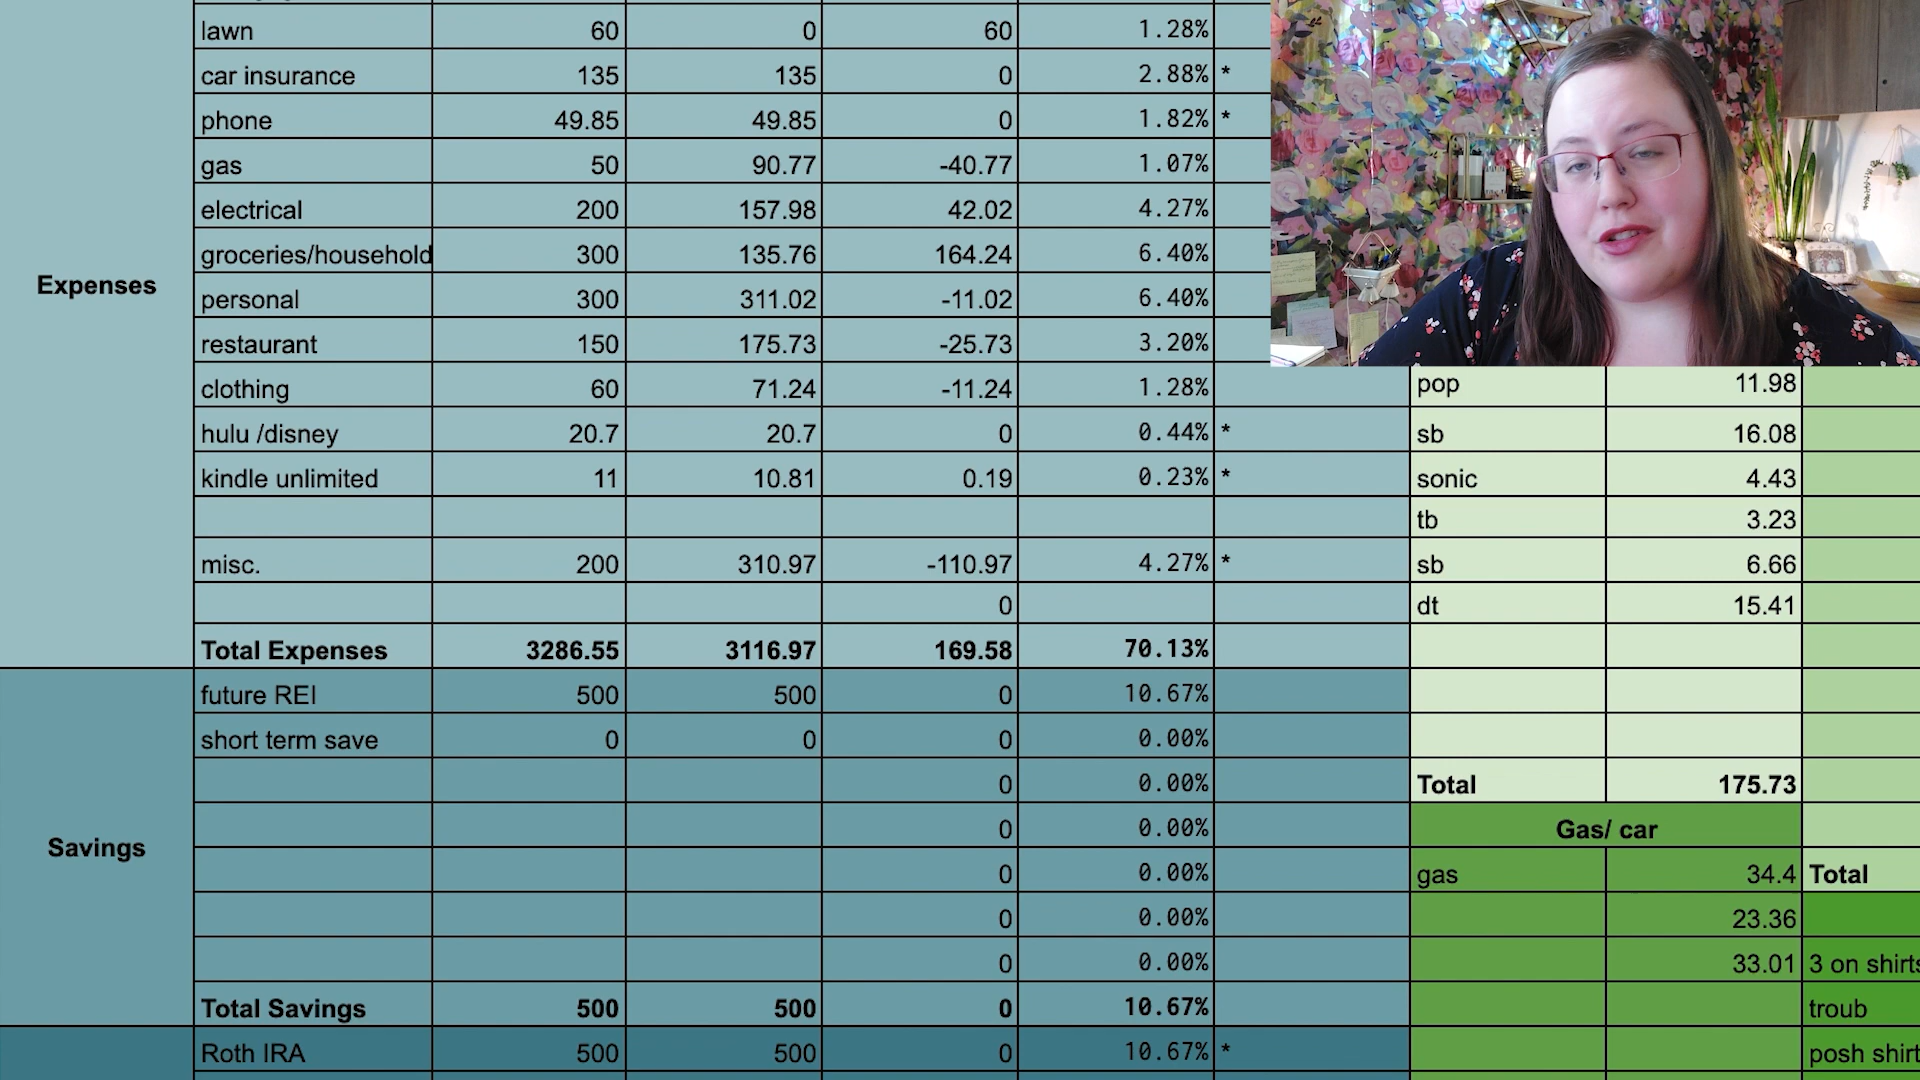 lawn 60 0 60 1.28%
car insurance 135 135 0 2.88% *
phone 49.85 49.85 0 1.82% *
gas 50 90.77 -40.77 1.07%
electrical 200 157.98 42.02 4.27%
groceries/household 300 135.76 164.24 6.40%
Expenses
personal 300 311.02 -11.02 6.40%
restaurant 150 175.73 -25.73 3.20%
clothing 60 71.24 -11.24 1.28% pop 11.98
hulu /disney 20.7 20.7 0 0.44% * sb 16.08
kindle unlimited 11 10.81 0.19 0.23% * sonic 4.43
tb 3.23
misc. 200 310.97 -110.97 4.27% * sb 6.66
0 dt 15.41
Total Expenses 3286.55 3116.97 169.58 70.13%
future REI 500 500 0 10.67%
short term save 0 0 0 0.00%
0 0.00% Total 175.73
0 0.00% Gas/ car
Savings
0 0.00% gas 34.4 Total
0 0.00% 23.36
0 0.00% 33.01 3 on shirts
Total Savings 500 500 0 10.67% troub
Roth IRA 500 500 0 10.67% * posh shirt